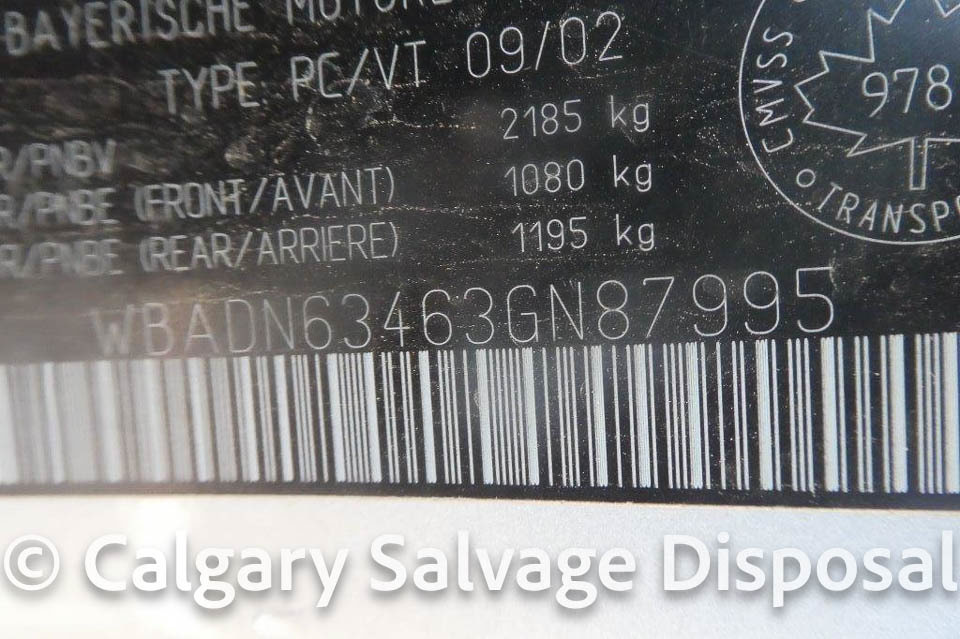 BAYERISCHE
TYPE PC/VT 09/02
2185 kg
R/PNBV
R/PNBE (FRONT/AVANT) 1080 kg
R/PNBE (REAR/ARRIERE) 1195 kg
CMVSS
978
TRANSP
WBADN63463GN87995
© Calgary Salvage Disposal